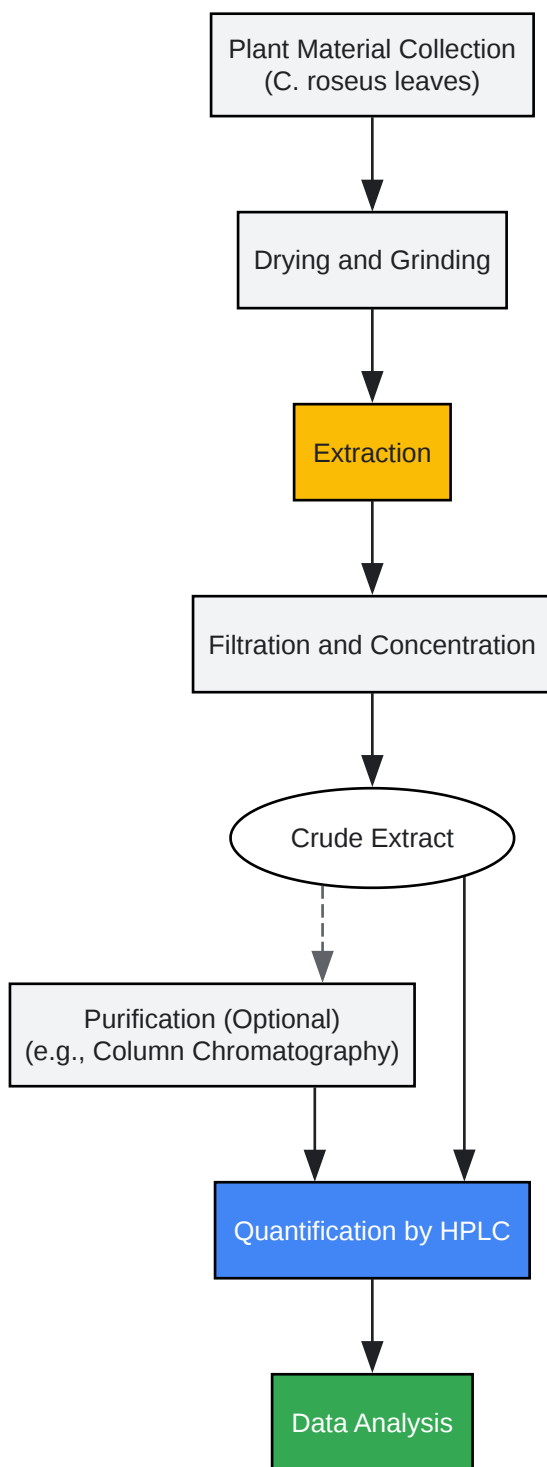 Plant Material Collection
(C. roseus leaves)
Drying and Grinding
Extraction
Filtration and Concentration
Crude Extract
Purification (Optional)
(e.g., Column Chromatography)
Quantification by HPLC
Data Analysis